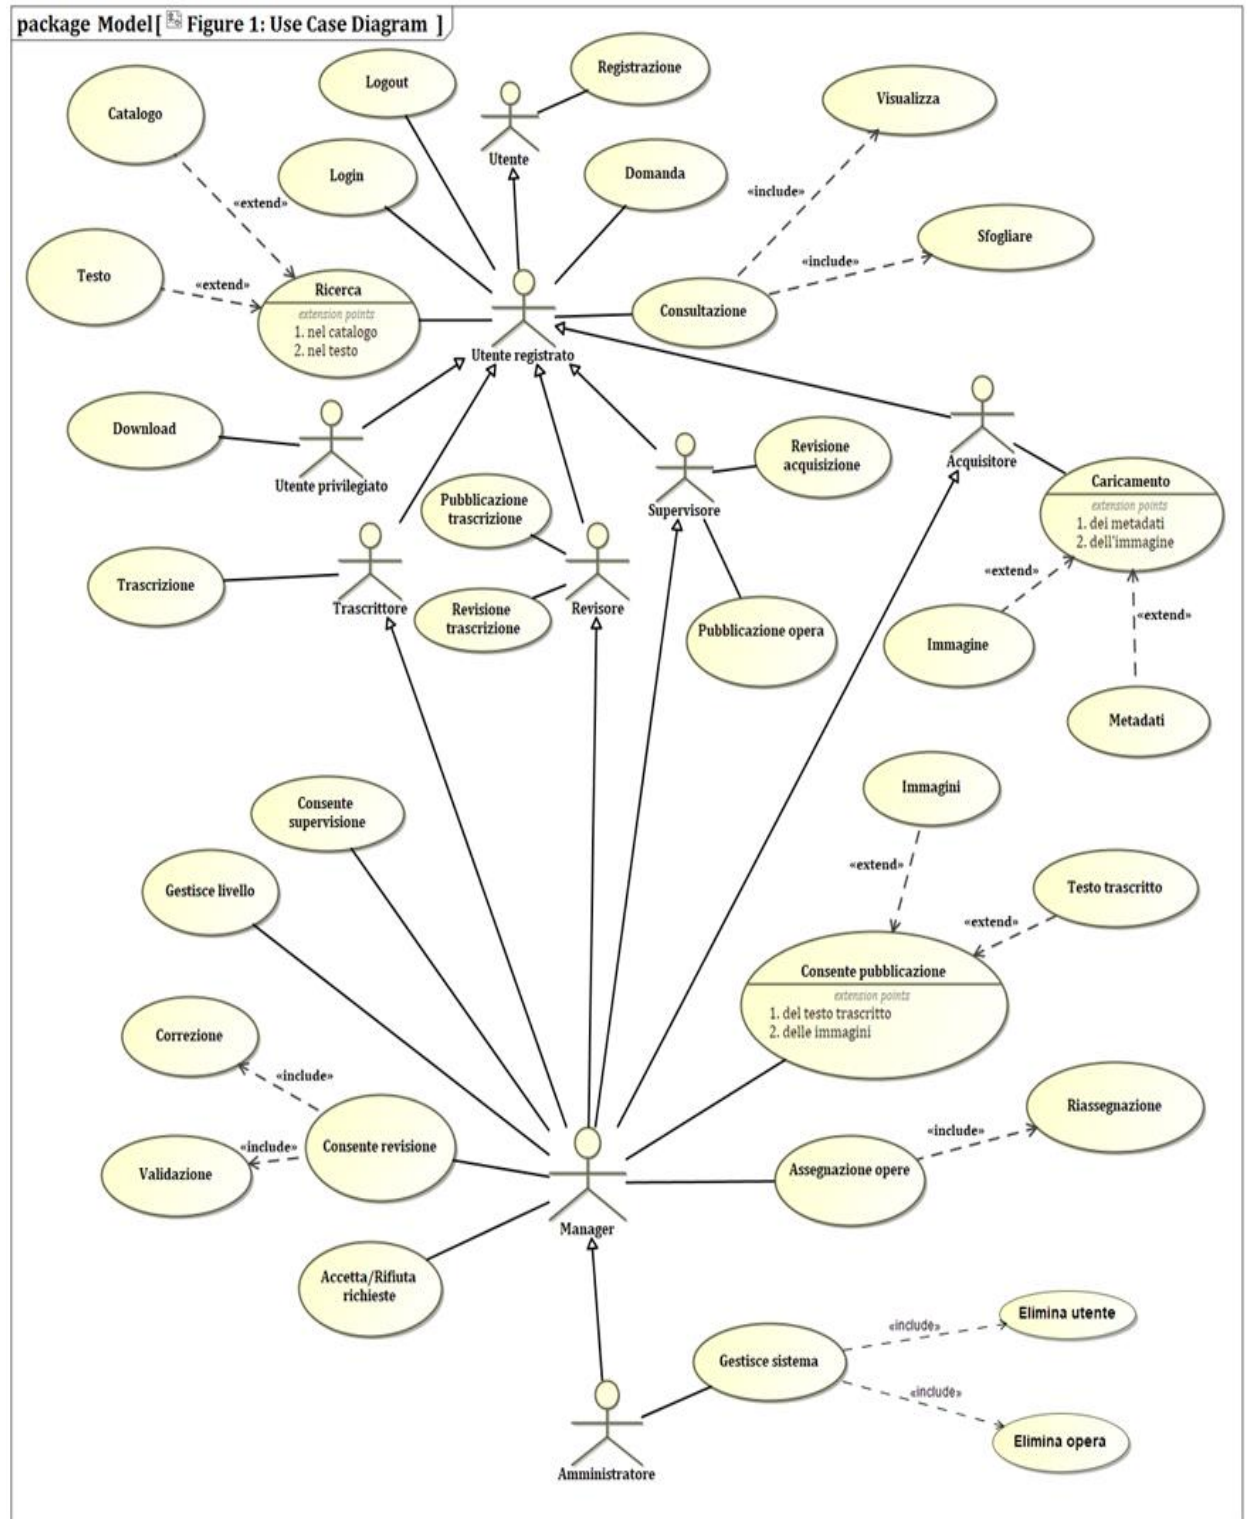 package Model[ Figure 1: Use Case Diagram ]
Logout
Registrazione
Catalogo
Visualizza
Utente
Login
Domanda
«include»
«extend»
Sfogliare
Testo
«extend»
«include»
Ricerca
extension points
1. nel catalogo
2. nel testo
Consultazione
Utente registrato
Download
Utente privilegiato
Revisione
acquisizione
Acquisitore
Caricamento
extension points
1. dei metadati
2. dell'immagine
Pubblicazione
trascrizione
Supervisore
«extend»
Trascrizione
Trascrittore
Revisione
trascrizione
Revisore
Pubblicazione opera
«extend»
Immagine
Metadati
Immagini
Consente
supervisione
«extend»
Gestisce livello
Testo trascritto
«extend»
Consente pubblicazione
extension points
1. del testo trascritto
2. delle immagini
Correzione
«include»
Riassegnazione
«include»
Consente revisione
«include»
Validazione
Assegnazione opere
Manager
Accetta/Rifiuta
richieste
Elimina utente
«include»
Gestisce sistema
«include»
Elimina opera
Amministratore